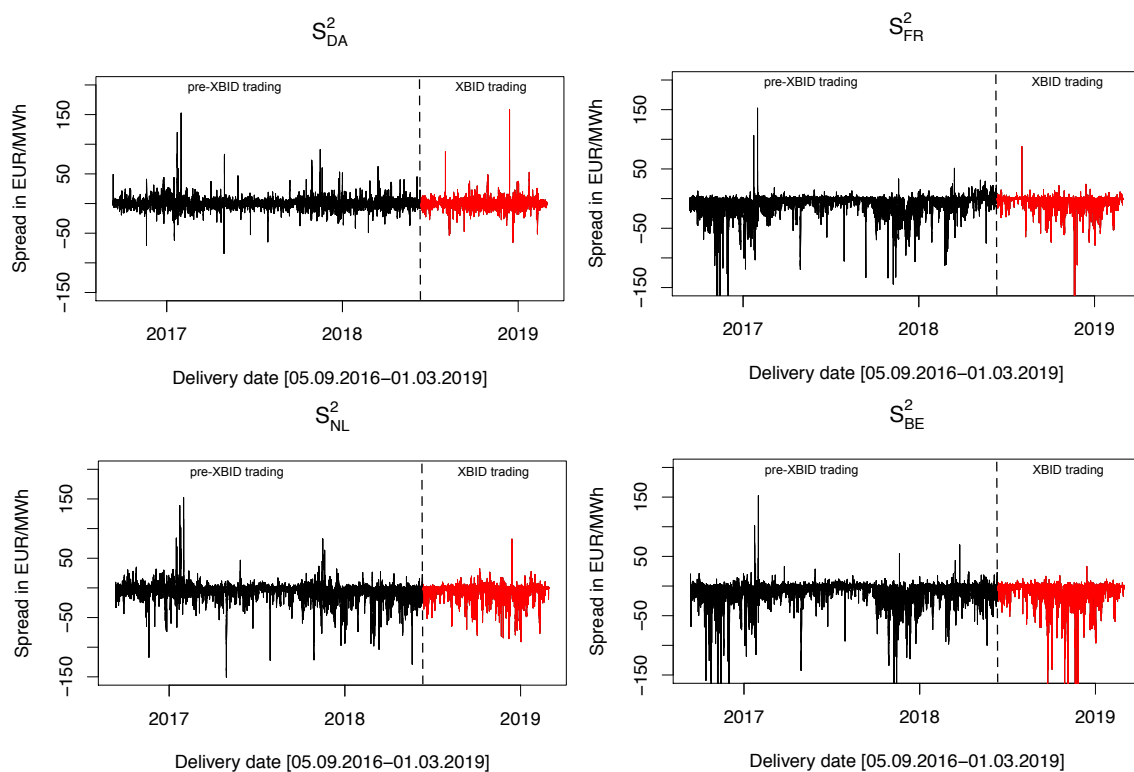 S²_DA
pre-XBID trading
XBID trading
Spread in EUR/MWh
150
50
−50
−150
2017
2018
2019
Delivery date [05.09.2016−01.03.2019]
S²_FR
pre-XBID trading
XBID trading
Spread in EUR/MWh
150
50
−50
−150
2017
2018
2019
Delivery date [05.09.2016−01.03.2019]
S²_NL
pre-XBID trading
XBID trading
Spread in EUR/MWh
150
50
−50
−150
2017
2018
2019
Delivery date [05.09.2016−01.03.2019]
S²_BE
pre-XBID trading
XBID trading
Spread in EUR/MWh
150
50
−50
−150
2017
2018
2019
Delivery date [05.09.2016−01.03.2019]